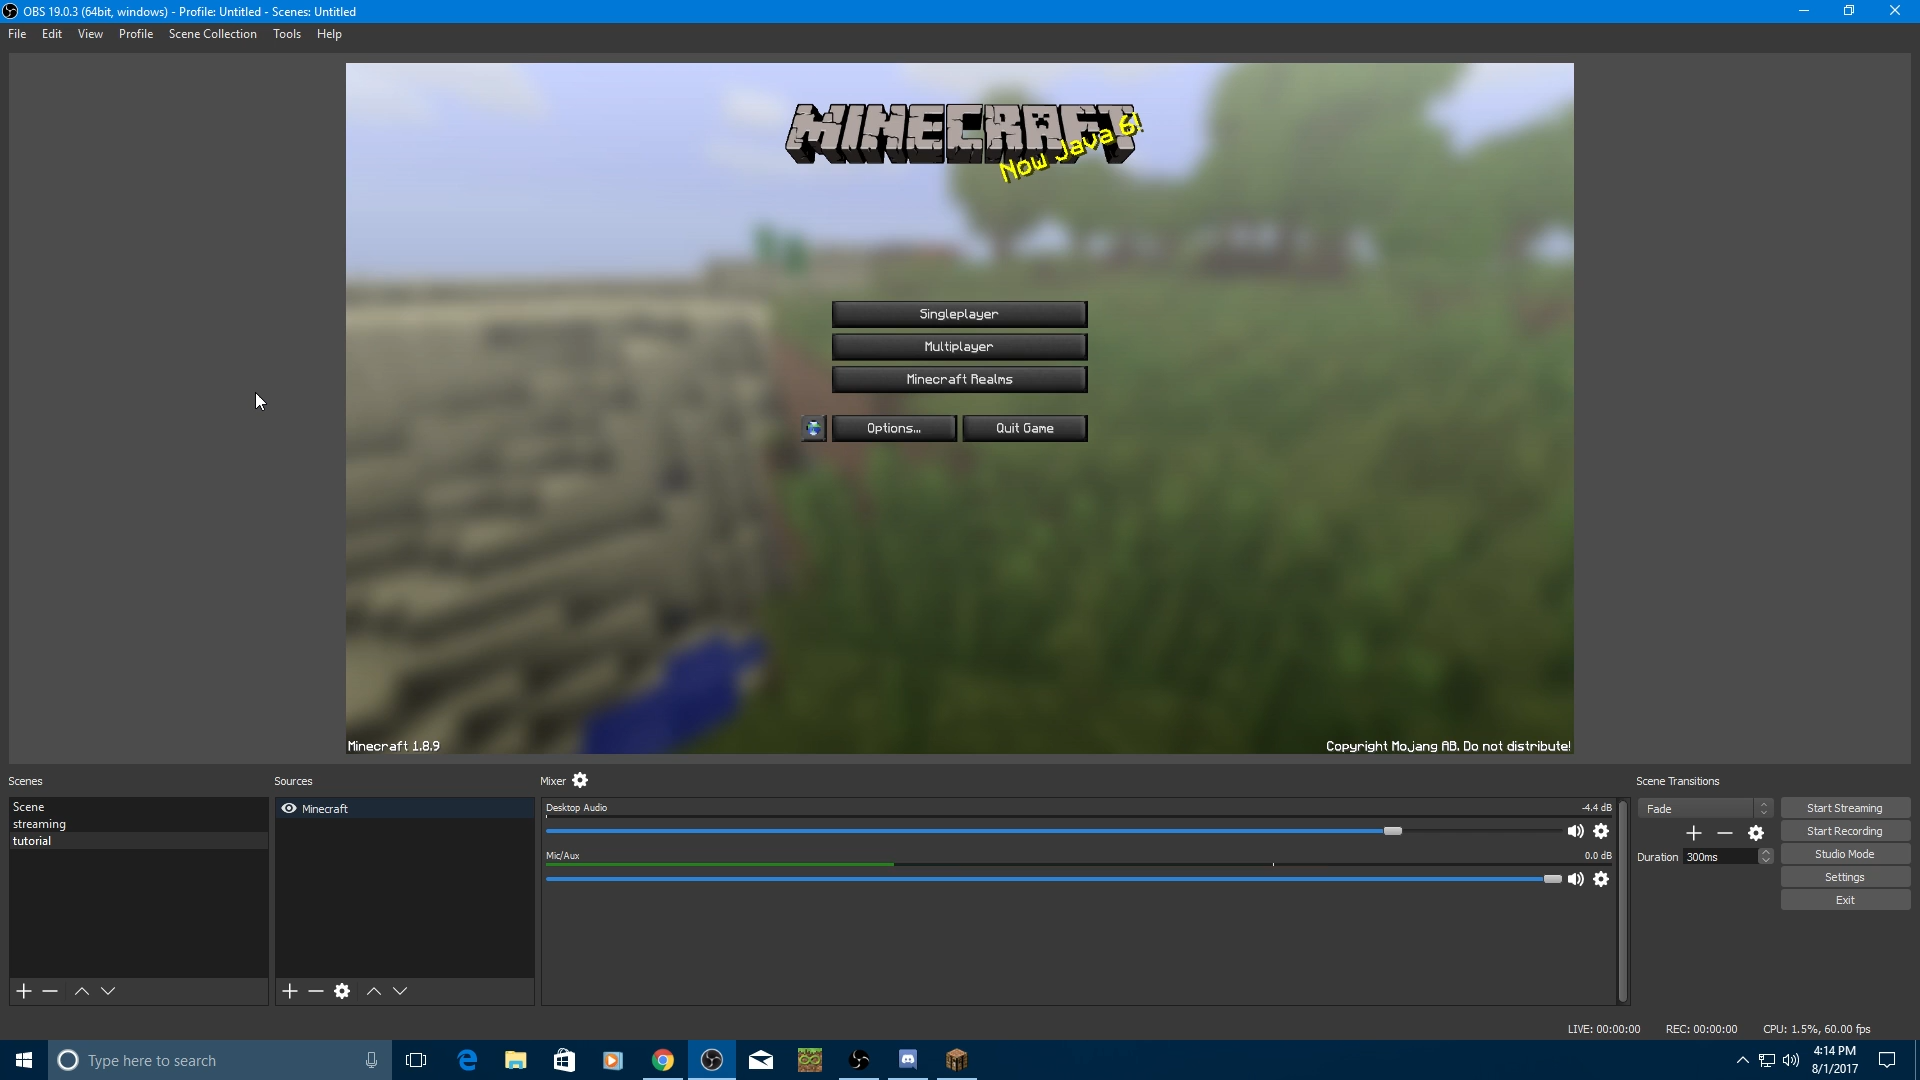 OBS 19.0.3 (64bit, windows) - Profile: Untitled - Scenes: Untitled
File Edit View Profile Scene Collection Tools Help
MINECRAFT
Now Java 6!
Singleplayer
Multiplayer
Minecraft Realms
Options... Quit Game
Minecraft 1.8.9 Copyright Mojang AB. Do not distribute!
Scenes
Scene
streaming
tutorial
Sources
Minecraft
Mixer
Desktop Audio -4.4 dB
Mic/Aux 0.0 dB
Scene Transitions
Fade
Duration 300ms
Start Streaming
Start Recording
Studio Mode
Settings
Exit
LIVE: 00:00:00 REC: 00:00:00 CPU: 1.5%, 60.00 fps
Type here to search
4:14 PM
8/1/2017